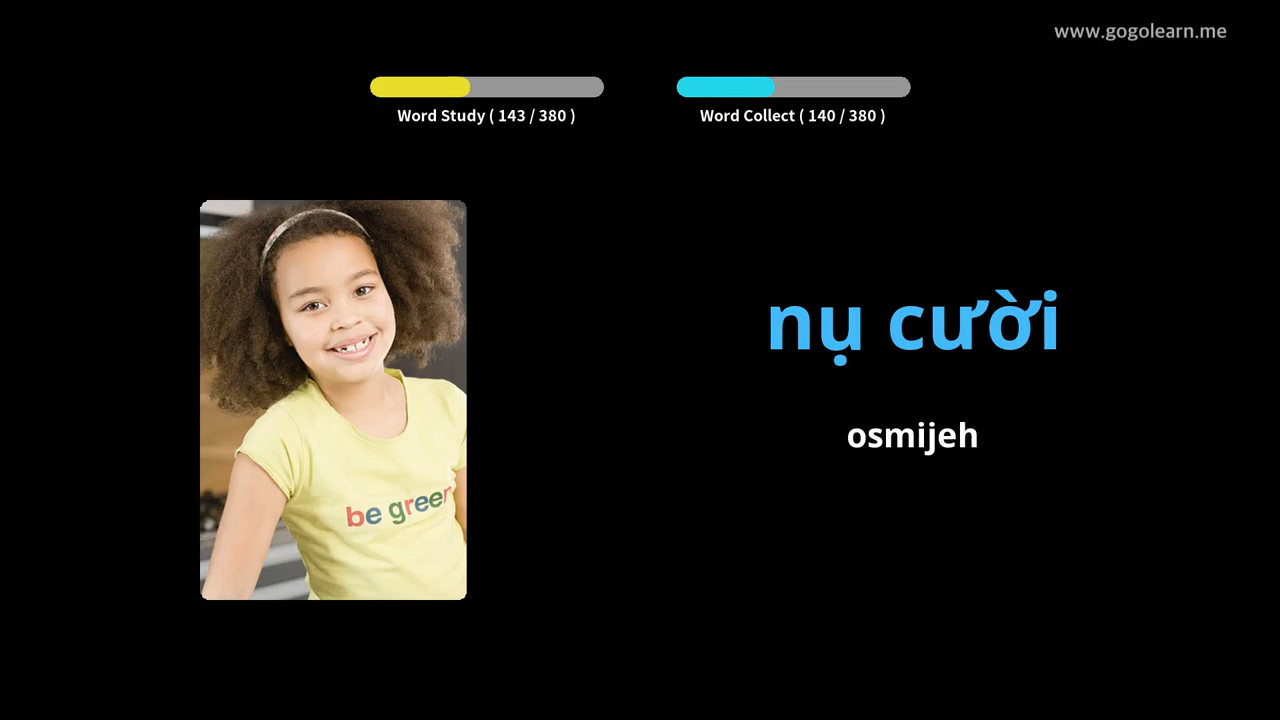 www.gogolearn.me
Word Study ( 143 / 380 )
Word Collect ( 140 / 380 )
nụ cười
osmijeh
be green